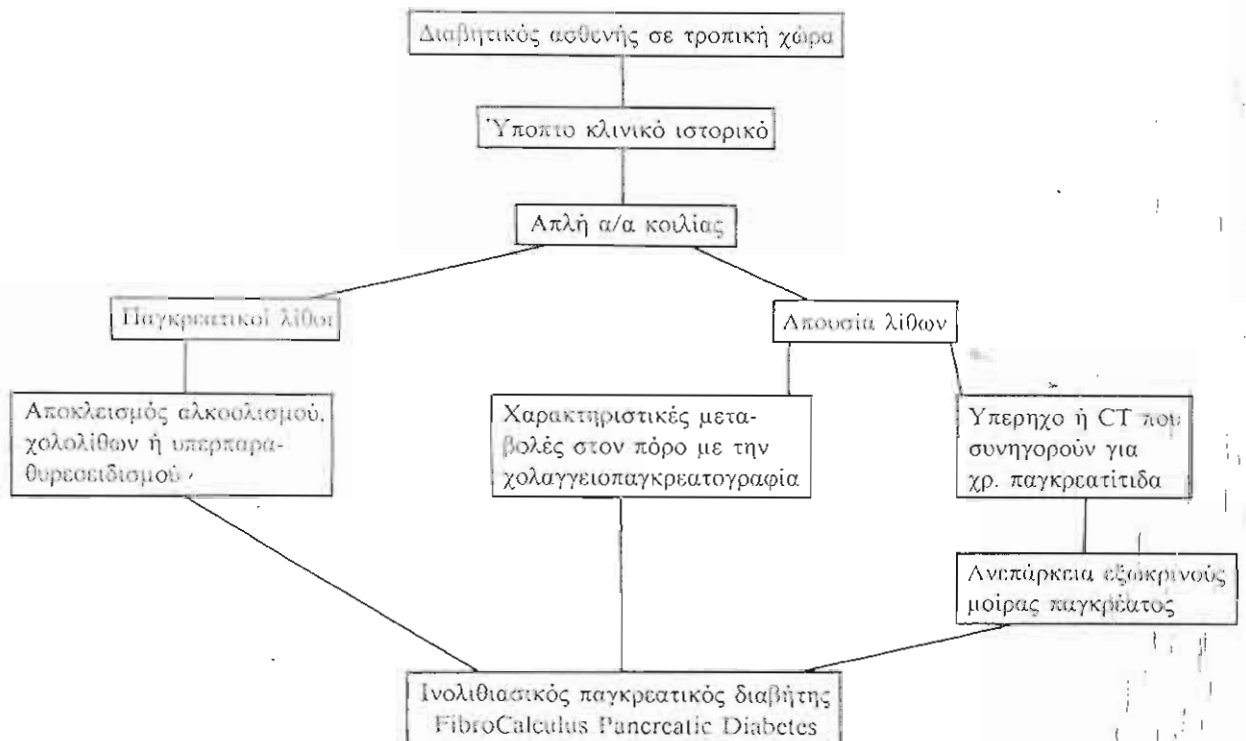 Διαβητικός ασθενής σε τροπική χώρα
Ύποπτο κλινικό ιστορικό
Απλή α/α κοιλίας
Παγκρεατικοί λίθοι
Απουσία λίθων
Αποκλεισμός αλκοολισμού,
χολολίθων ή υπερπαρα-
θυρεοειδισμού
Χαρακτηριστικές μετα-
βολές στον πόρο με την
χολαγγειοπαγκρεατογραφία
Υπερηχο ή CT που
συνηγορούν για
χρ. παγκρεατίτιδα
Ανεπάρκεια εξωκρινούς
μοίρας παγκρέατος
Ινολιθιασικός παγκρεατικός διαβήτης
FibroCalculus Pancreatic Diabetes